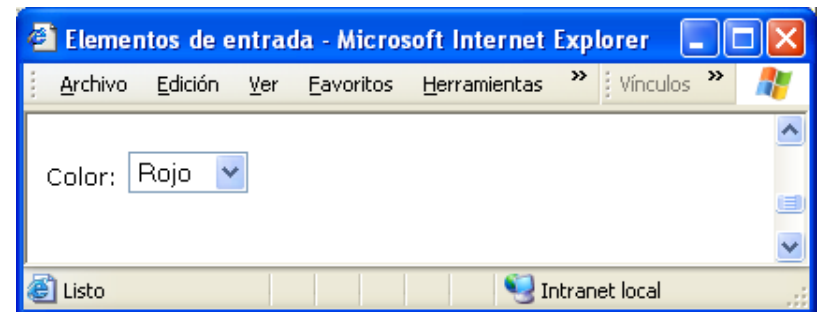 Elementos de entrada - Microsoft Internet Explorer
Archivo Edición Ver Favoritos Herramientas » Vínculos »
Color: Rojo
Listo Intranet local